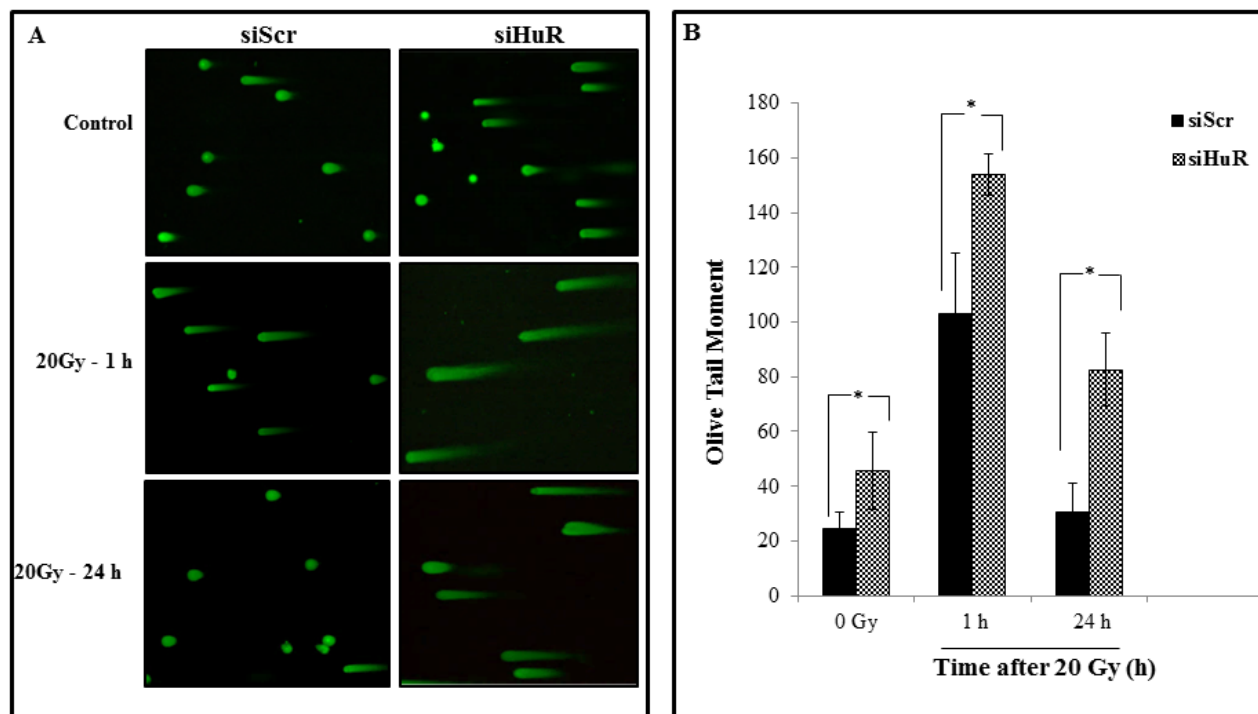 A
siScr
siHuR
Control
20Gy - 1 h
20Gy - 24 h
B
180
160
140
120
100
80
60
40
20
0
Olive Tail Moment
*
*
*
siScr
siHuR
0 Gy
1 h
24 h
Time after 20 Gy (h)